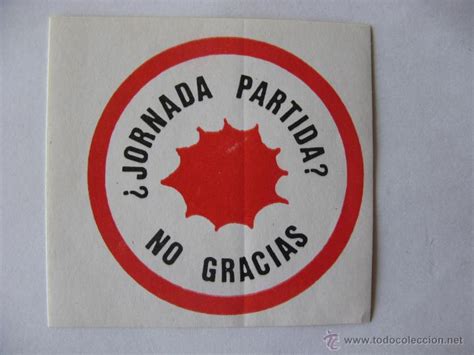 ¿JORNADA PARTIDA?
NO GRACIAS
www.todocoleccion.net